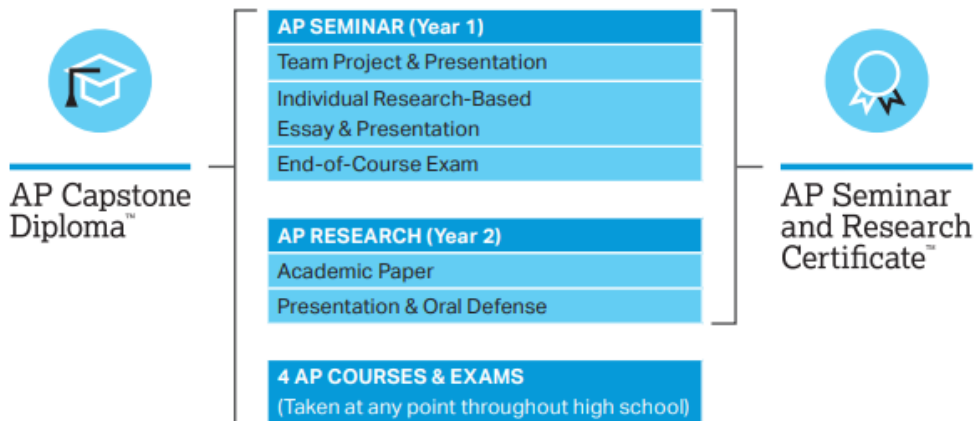 AP Capstone
Diploma™
AP SEMINAR (Year 1)
Team Project & Presentation
Individual Research-Based
Essay & Presentation
End-of-Course Exam
AP RESEARCH (Year 2)
Academic Paper
Presentation & Oral Defense
4 AP COURSES & EXAMS
(Taken at any point throughout high school)
AP Seminar
and Research
Certificate™